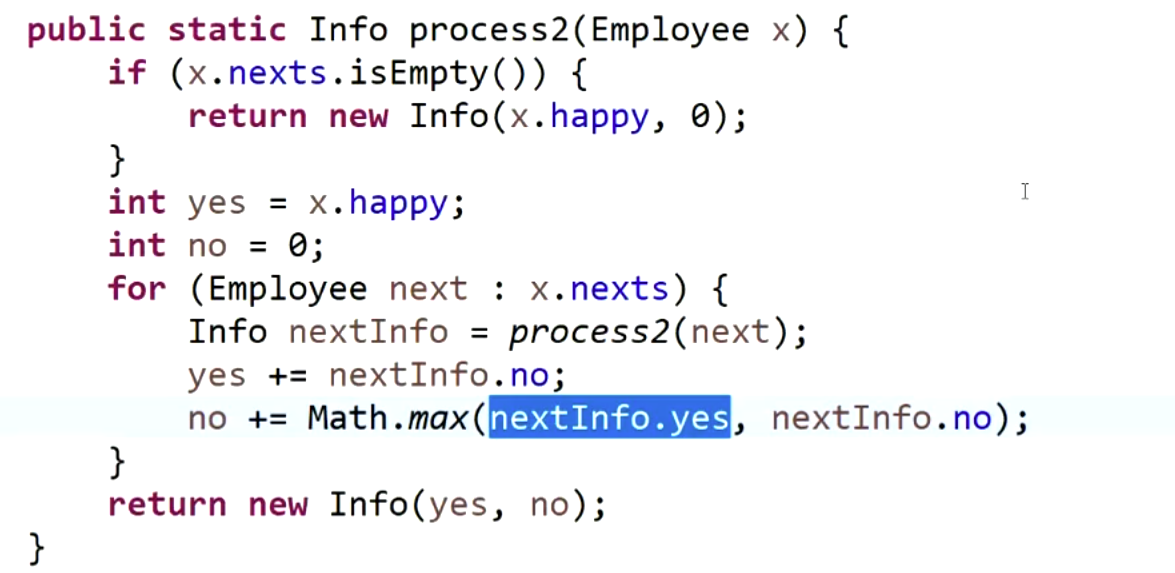 public static Info process2(Employee x) {
    if (x.nexts.isEmpty()) {
        return new Info(x.happy, 0);
    }
    int yes = x.happy;
    int no = 0;
    for (Employee next : x.nexts) {
        Info nextInfo = process2(next);
        yes += nextInfo.no;
        no += Math.max(nextInfo.yes, nextInfo.no);
    }
    return new Info(yes, no);
}